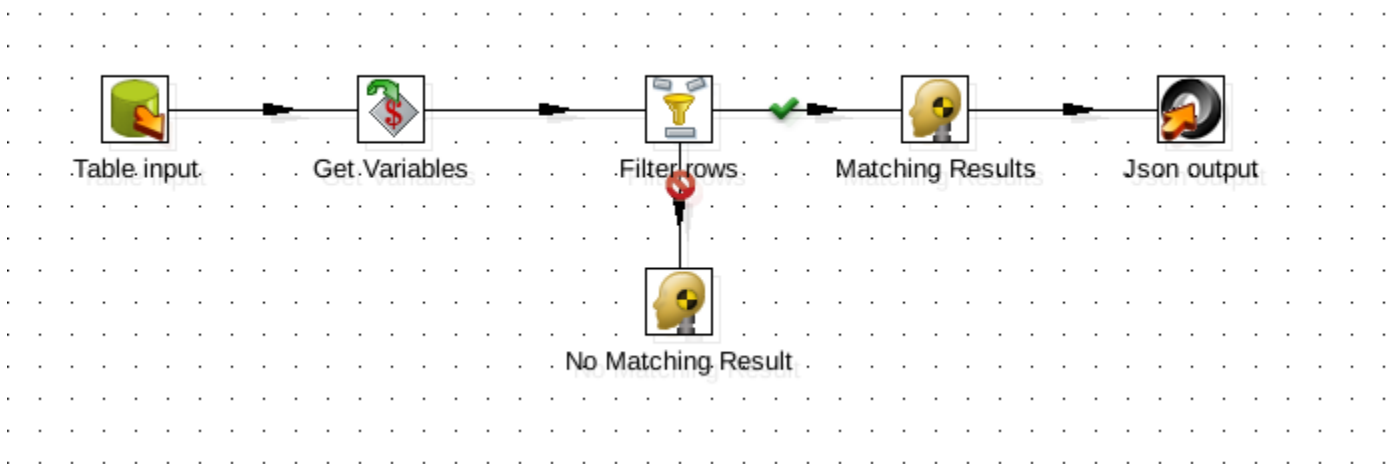 Table input
Get Variables
Filter rows
Matching Results
Json output
No Matching Result